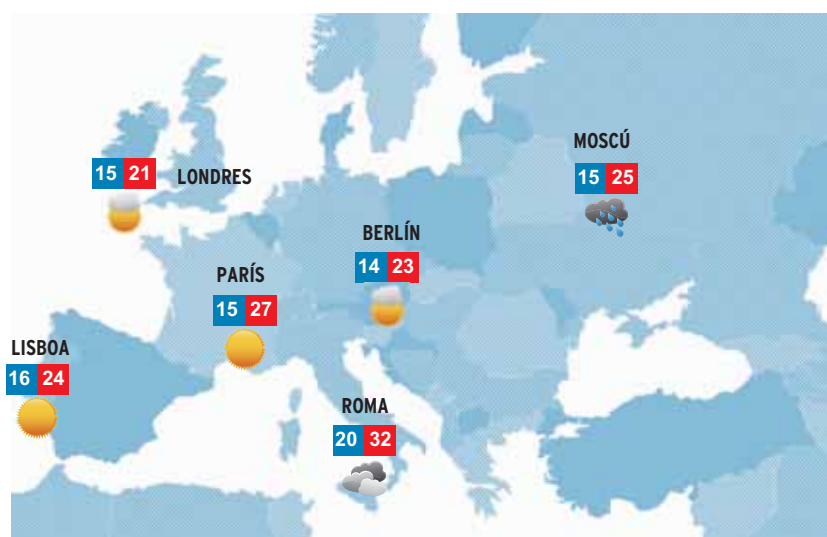 MOSCÚ
15 25
15 21
LONDRES
BERLÍN
14 23
PARÍS
15 27
LISBOA
16 24
ROMA
20 32